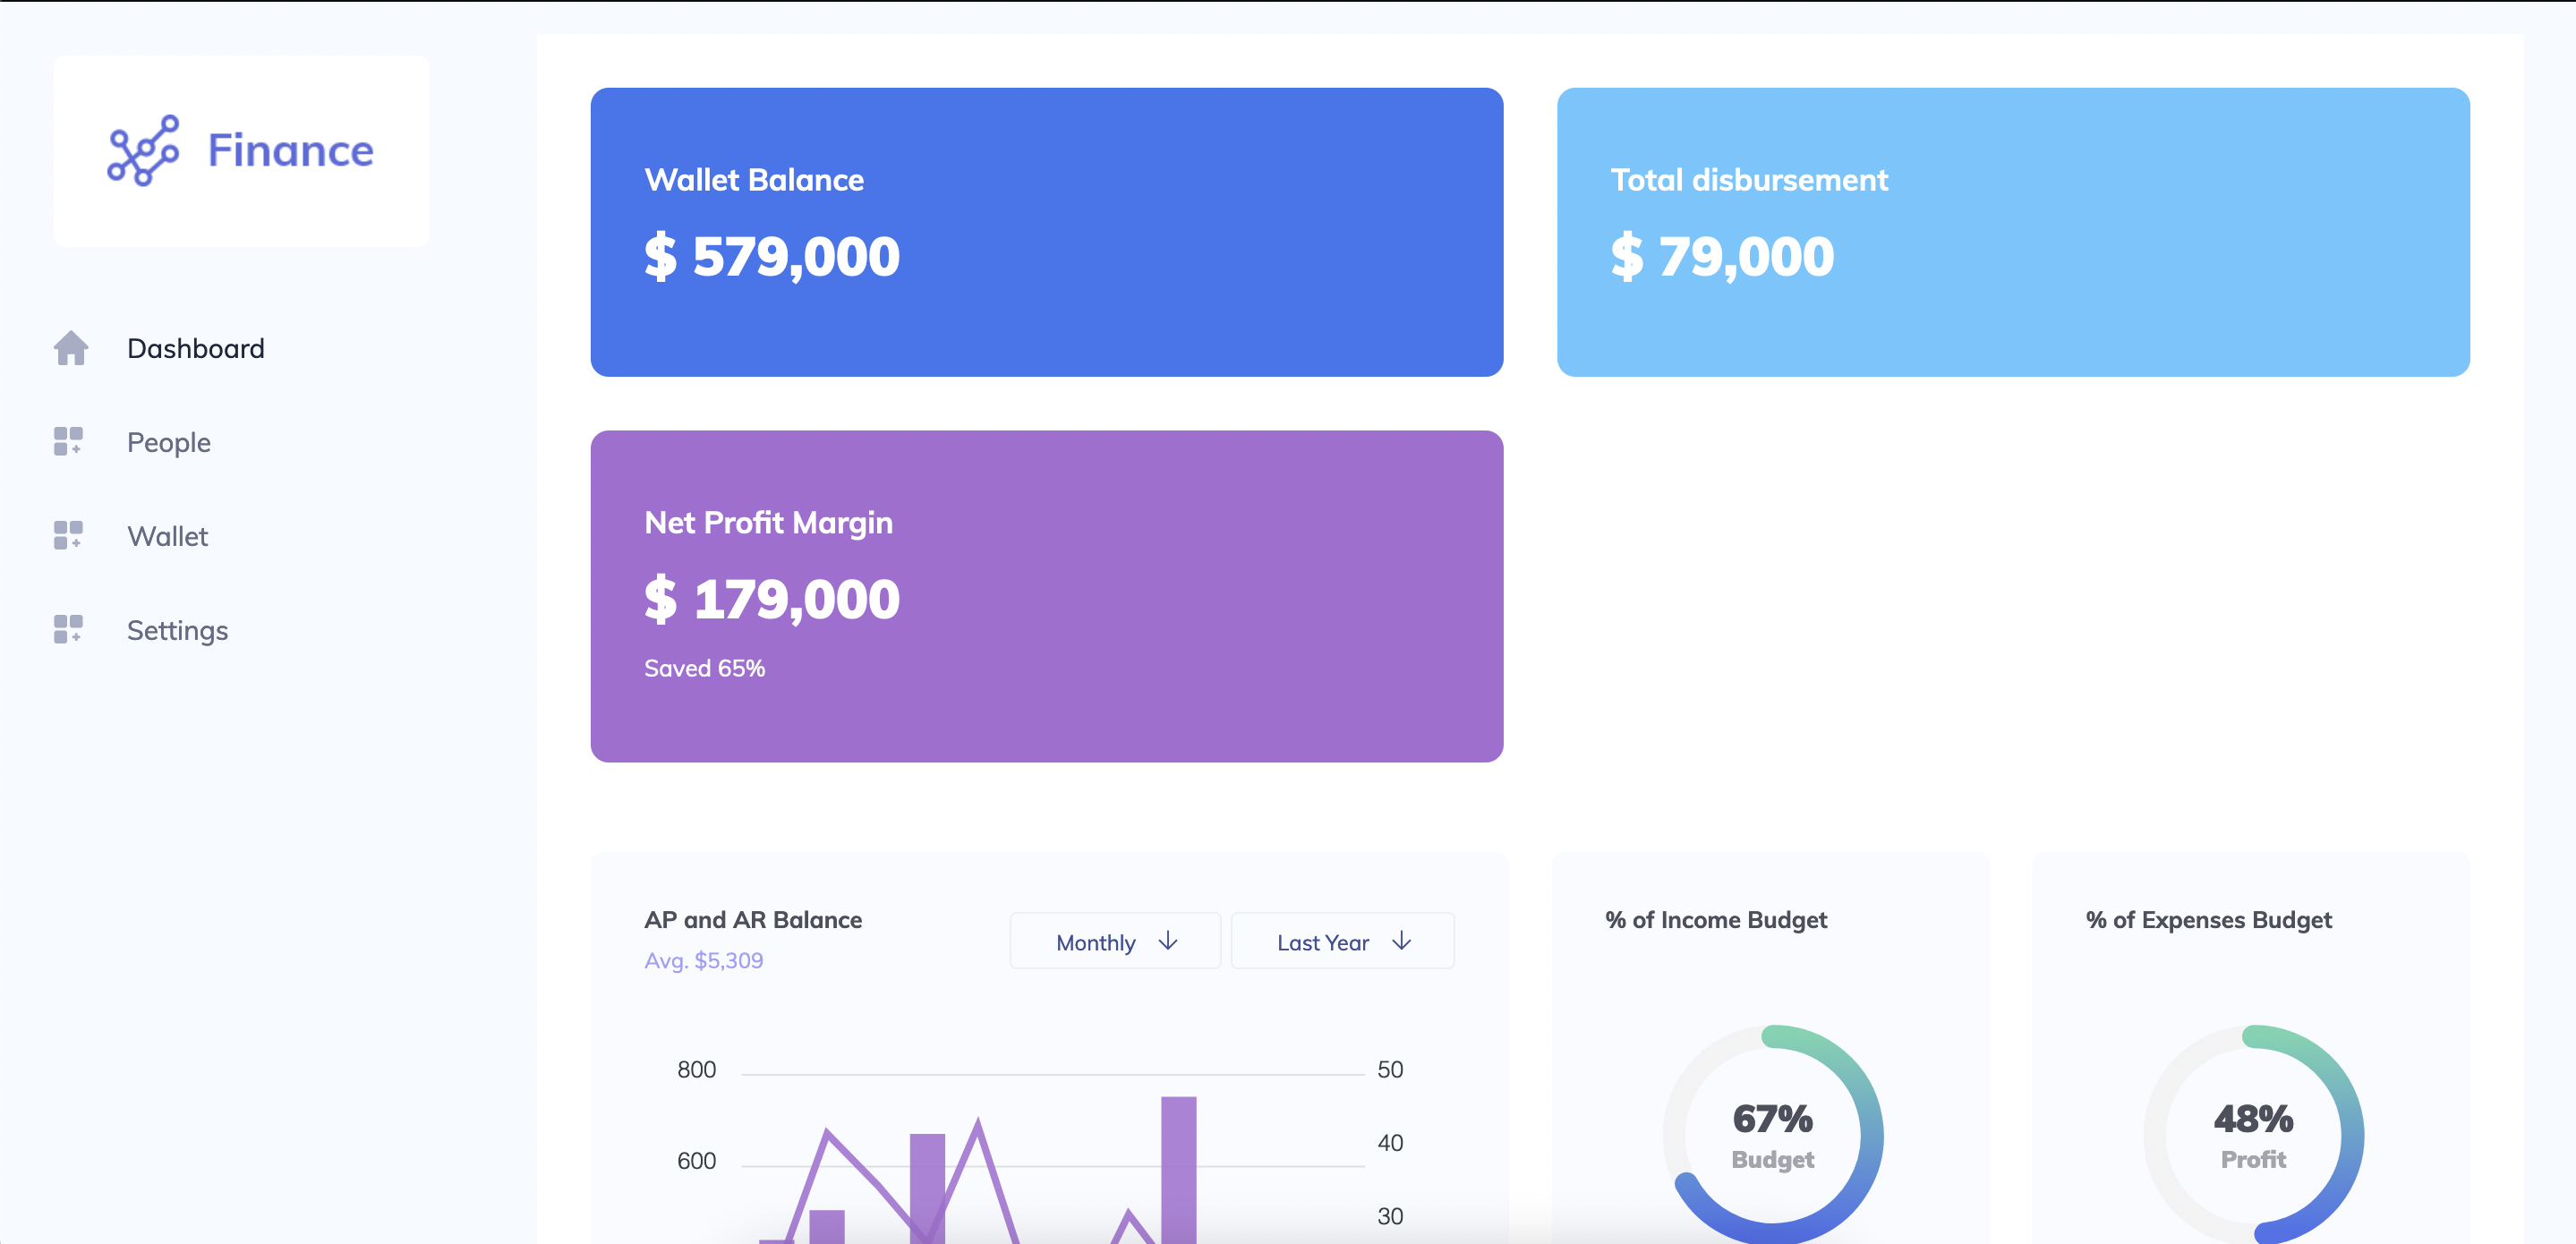 Finance
Dashboard
People
Wallet
Settings
Wallet Balance
$ 579,000
Total disbursement
$ 79,000
Net Profit Margin
$ 179,000
Saved 65%
AP and AR Balance
Avg. $5,309
Monthly
Last Year
800
600
50
40
30
% of Income Budget
67%
Budget
% of Expenses Budget
48%
Profit